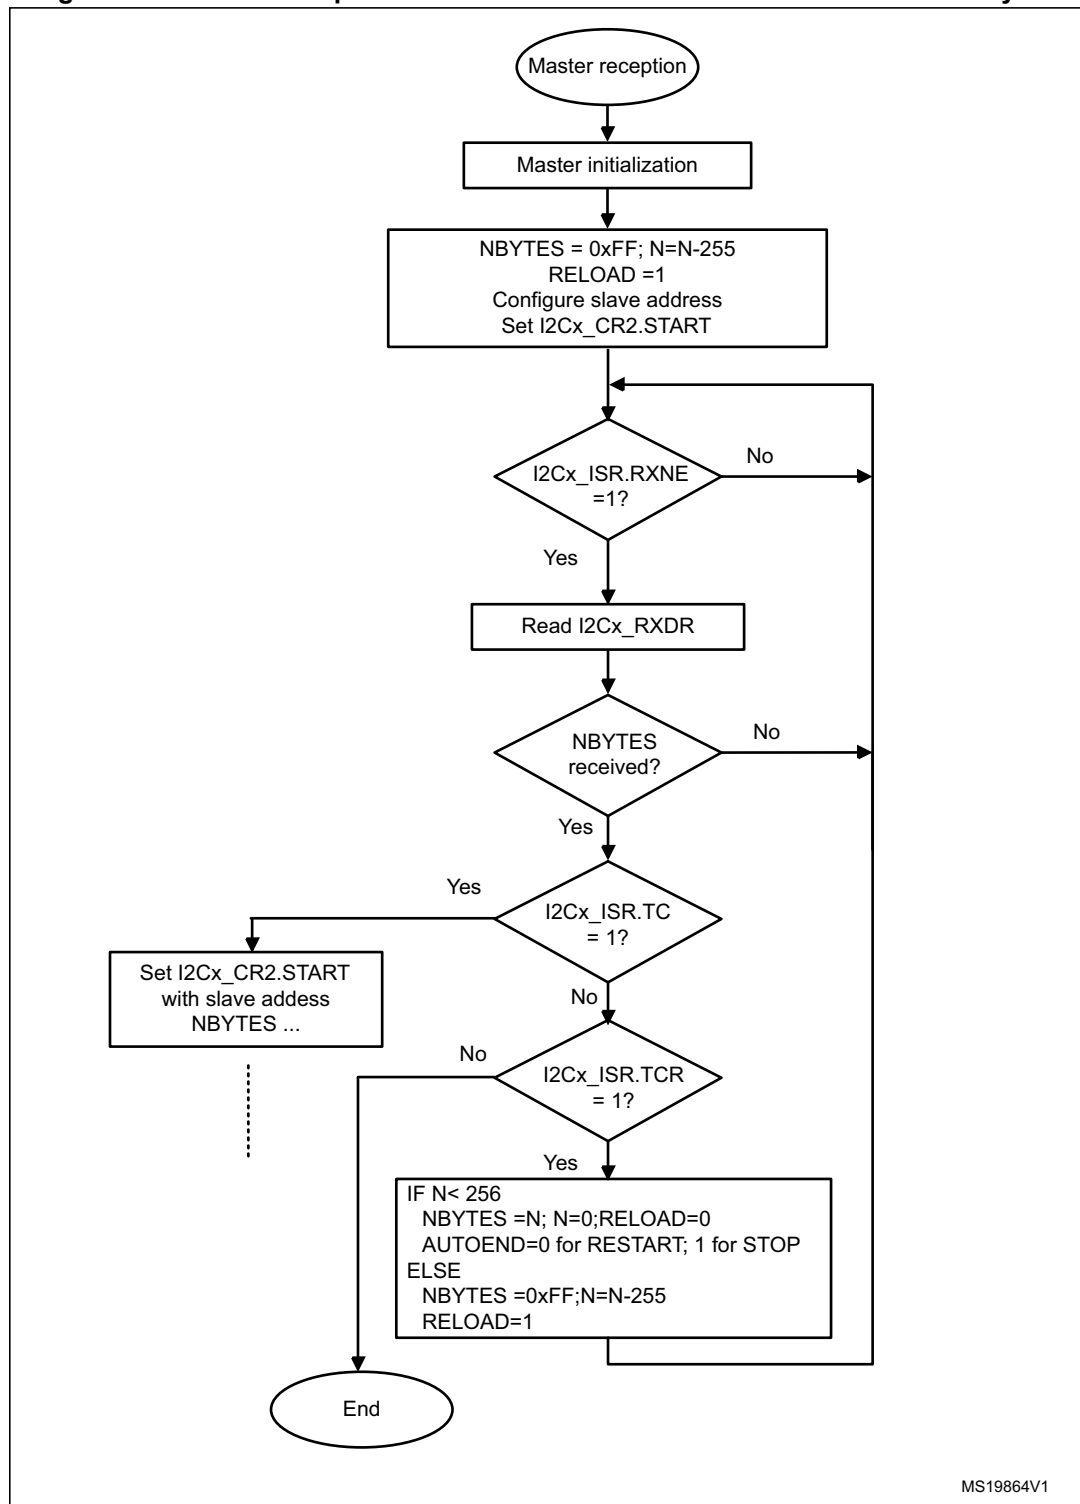 Master reception
Master initialization
NBYTES = 0xFF; N=N-255
RELOAD =1
Configure slave address
Set I2Cx_CR2.START
I2Cx_ISR.RXNE
=1?
No
Yes
Read I2Cx_RXDR
NBYTES
received?
No
Yes
I2Cx_ISR.TC
= 1?
Yes
Set I2Cx_CR2.START
with slave addess
NBYTES ...
No
I2Cx_ISR.TCR
= 1?
No
Yes
IF N< 256
NBYTES =N; N=0;RELOAD=0
AUTOEND=0 for RESTART; 1 for STOP
ELSE
NBYTES =0xFF;N=N-255
RELOAD=1
End
MS19864V1